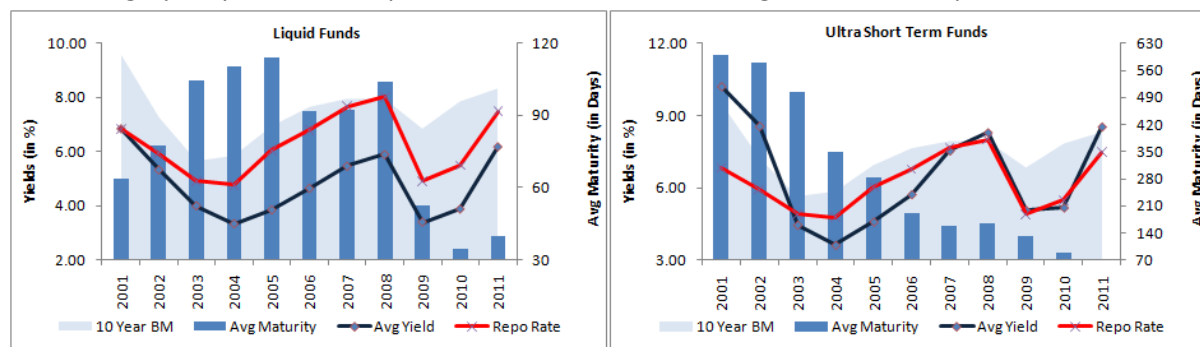 Liquid Funds
10.00
8.00
6.00
4.00
2.00
Yields (in %)
120
90
60
30
Avg Maturity (in Days)
2001 2002 2003 2004 2005 2006 2007 2008 2009 2010 2011
10 Year BM Avg Maturity Avg Yield Repo Rate
Ultra Short Term Funds
12.00
9.00
6.00
3.00
Yields (in %)
630
560
490
420
350
280
210
140
70
Avg Maturity (in Days)
2001 2002 2003 2004 2005 2006 2007 2008 2009 2010 2011
10 Year BM Avg Maturity Avg Yield Repo Rate